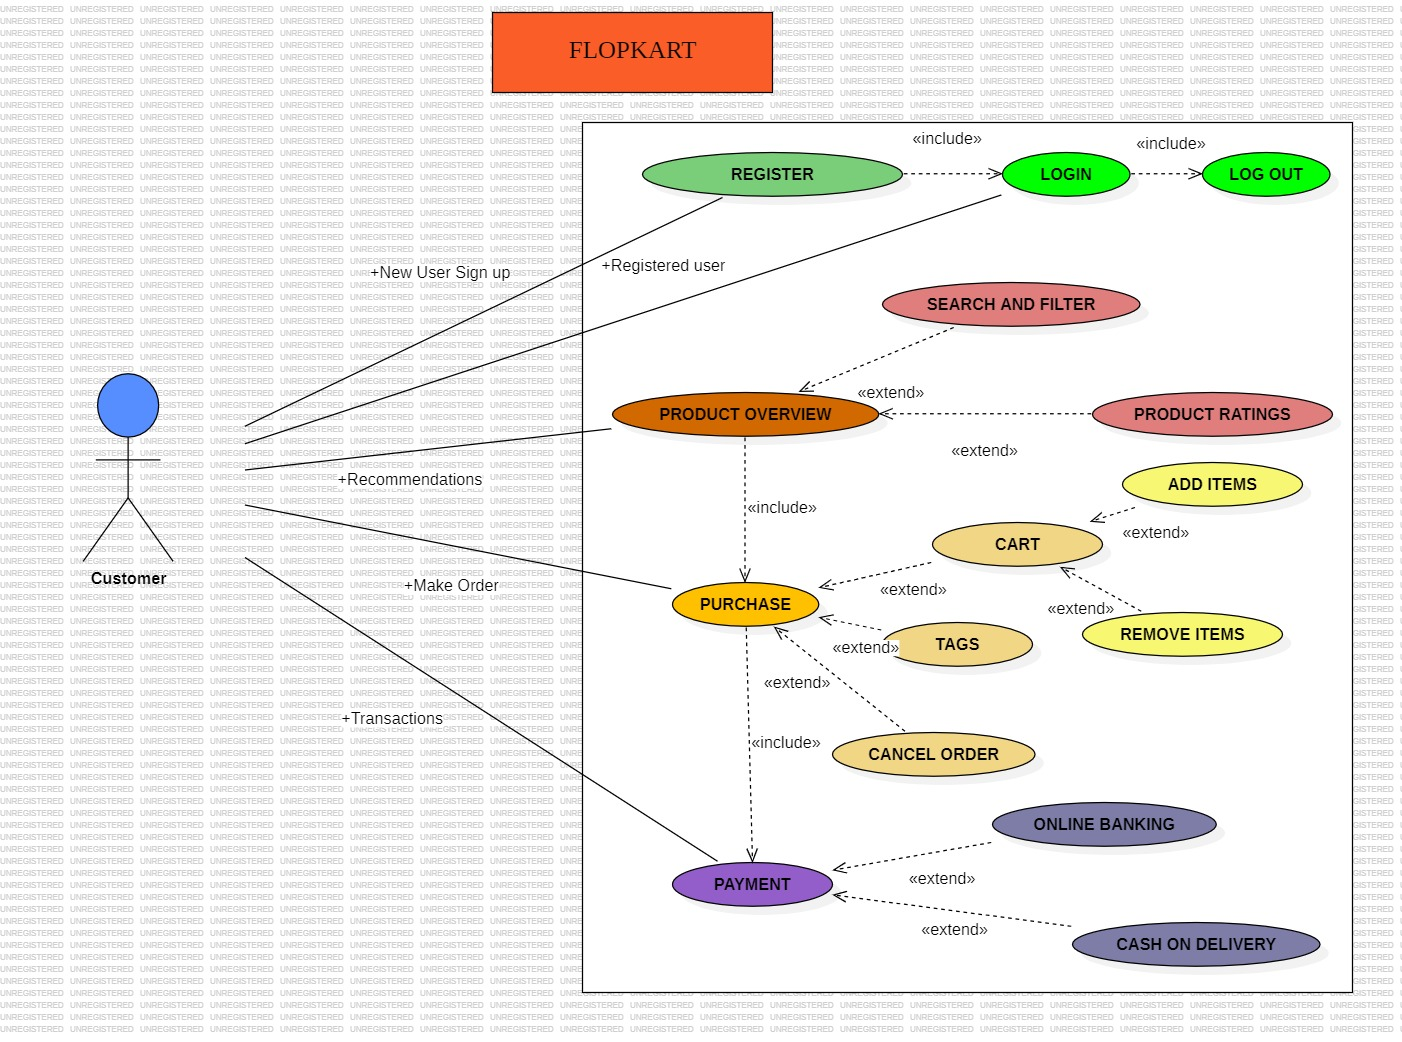 FLOPKART
«include»
«include»
REGISTER
LOGIN
LOG OUT
+New User Sign up
+Registered user
SEARCH AND FILTER
«extend»
PRODUCT OVERVIEW
PRODUCT RATINGS
«extend»
+Recommendations
ADD ITEMS
«include»
«extend»
CART
+Make Order
«extend»
PURCHASE
«extend»
REMOVE ITEMS
Customer
«extend»
TAGS
«extend»
+Transactions
«include»
CANCEL ORDER
ONLINE BANKING
PAYMENT
«extend»
«extend»
CASH ON DELIVERY
UNREGISTERED